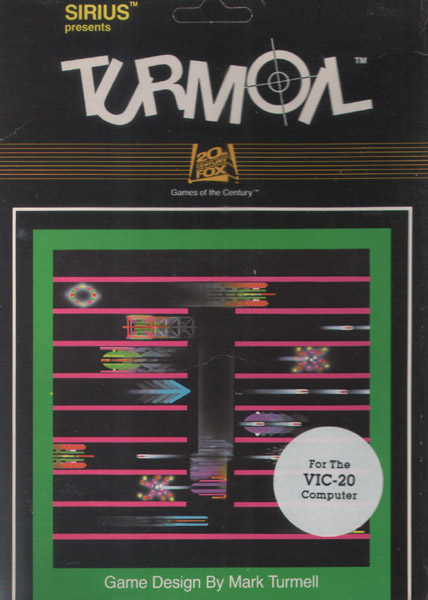 SIRIUS™
presents
TURMOIL™
20th
CENTURY
FOX
Games of the Century™
For The
VIC-20
Computer
Game Design By Mark Turmell